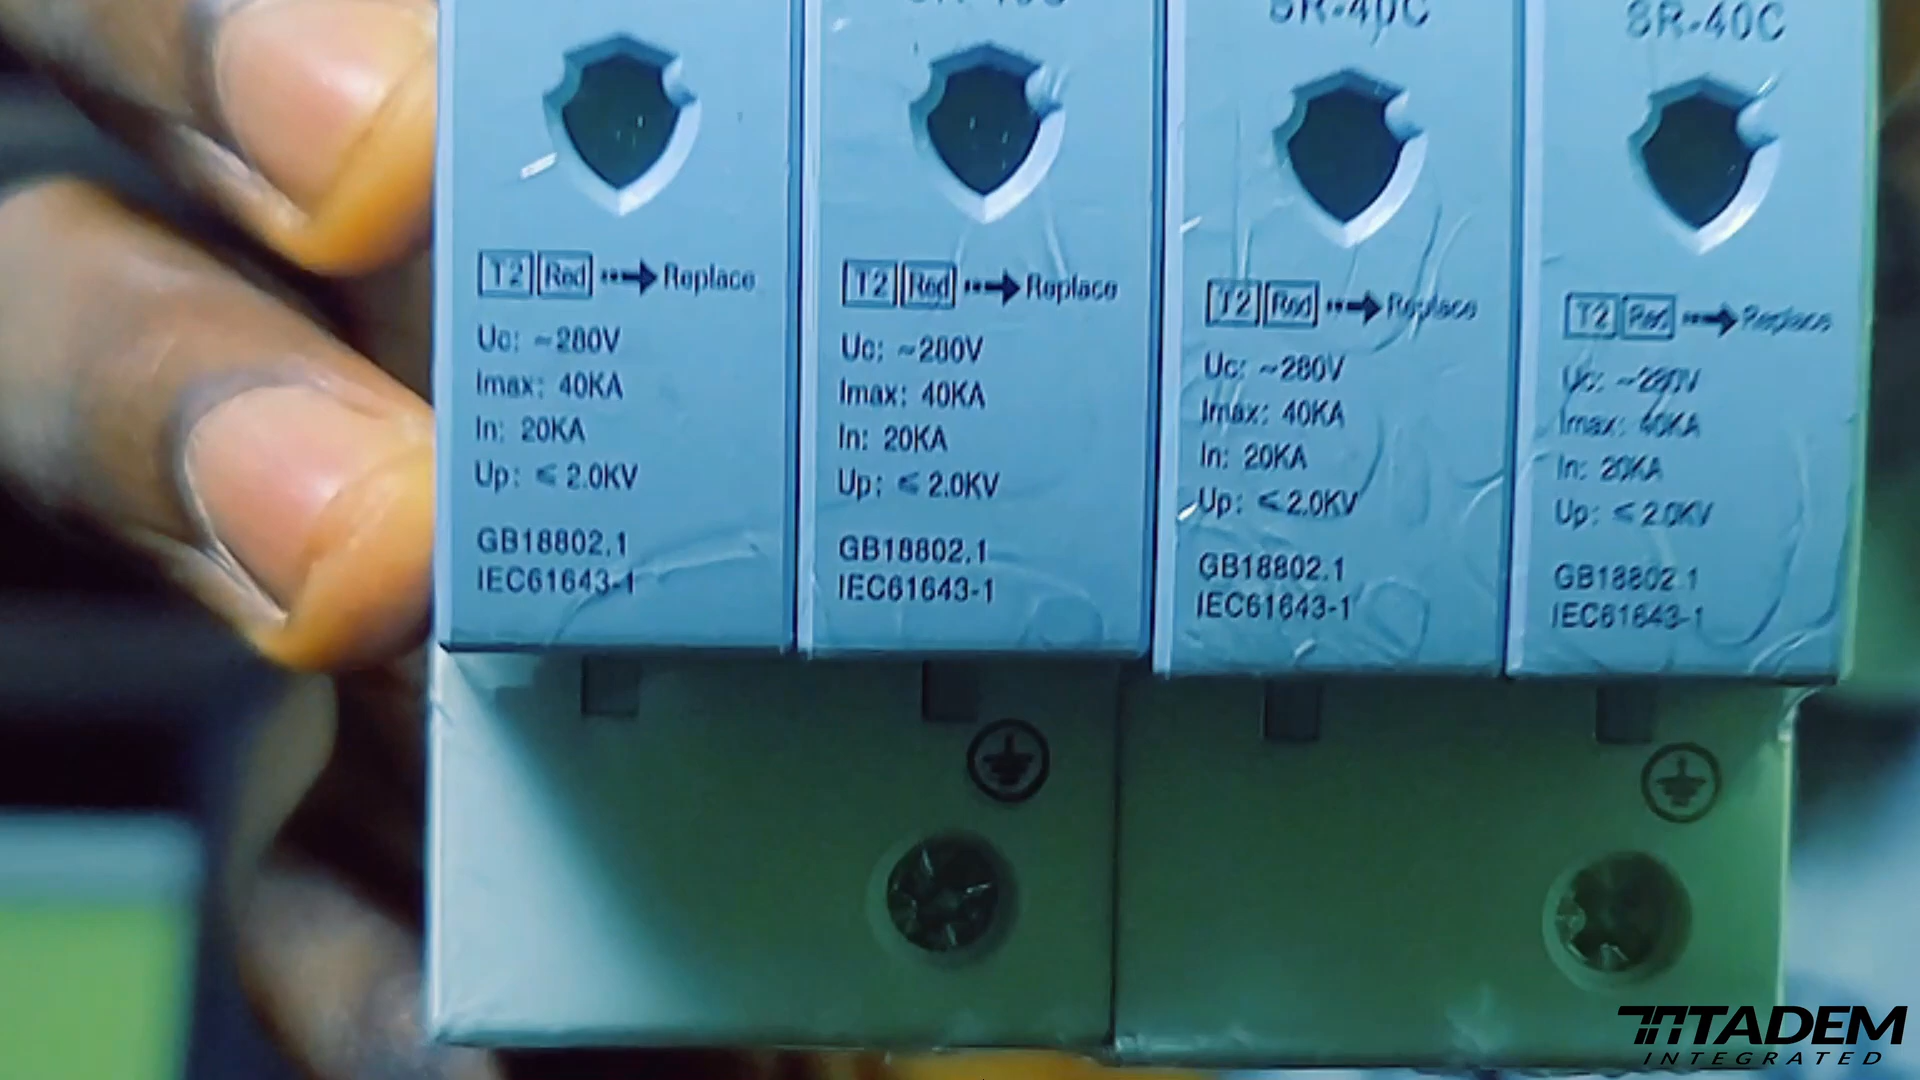 SR-40C
SR-40C
T2 Red Replace
Uc: ~280V
Imax: 40KA
In: 20KA
Up: ≤ 2.0KV
GB18802.1
IEC61643-1
T2 Red Replace
Uc: ~280V
Imax: 40KA
In: 20KA
Up: ≤ 2.0KV
GB18802.1
IEC61643-1
T2 Red Replace
Uc: ~280V
Imax: 40KA
In: 20KA
Up: ≤ 2.0KV
GB18802.1
IEC61643-1
T2 Red Replace
Uc: ~280V
Imax: 40KA
In: 20KA
Up: ≤ 2.0KV
GB18802.1
IEC61643-1
TADEM
INTEGRATED